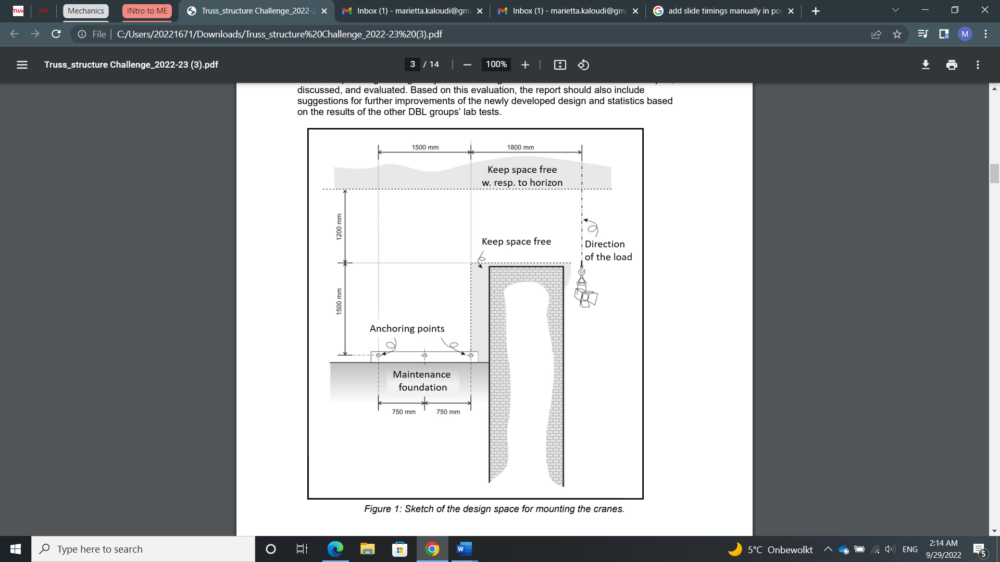 TU/e
TU/e
Mechanics
INtro to ME
Truss_structure Challenge_2022-2
Inbox (1) - marietta.kaloudi@gma
Inbox (1) - marietta.kaloudi@gm
add slide timings manually in po
File
C:/Users/20221671/Downloads/Truss_structure%20Challenge_2022-23%20(3).pdf
M
Truss_structure Challenge_2022-23 (3).pdf
3 / 14
100%
discussed, and evaluated. Based on this evaluation, the report should also include
suggestions for further improvements of the newly developed design and statistics based
on the results of the other DBL groups’ lab tests.
1500 mm
1800 mm
Keep space free
w. resp. to horizon
1200 mm
Keep space free
Direction
of the load
1500 mm
Anchoring points
Maintenance
foundation
750 mm
750 mm
Figure 1: Sketch of the design space for mounting the cranes.
Type here to search
W
5°C Onbewolkt
ENG
2:14 AM
9/29/2022
5